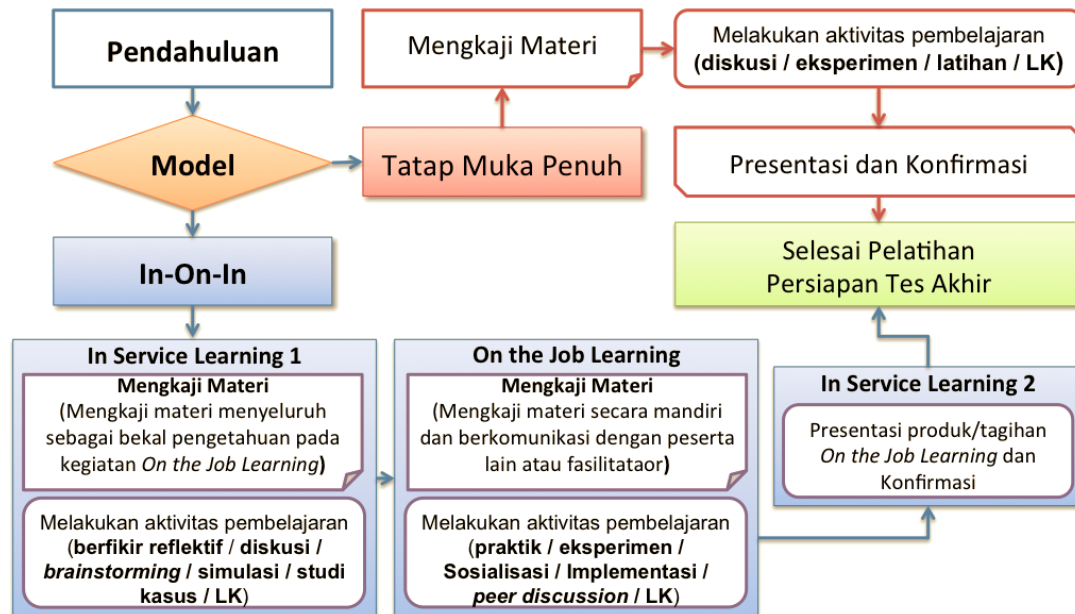 Pendahuluan
Model
Tatap Muka Penuh
Mengkaji Materi
Melakukan aktivitas pembelajaran
(diskusi / eksperimen / latihan / LK)
Presentasi dan Konfirmasi
Selesai Pelatihan
Persiapan Tes Akhir
In-On-In
In Service Learning 1
Mengkaji Materi
(Mengkaji materi menyeluruh
sebagai bekal pengetahuan pada
kegiatan On the Job Learning)
Melakukan aktivitas pembelajaran
(berfikir reflektif / diskusi /
brainstorming / simulasi / studi
kasus / LK)
On the Job Learning
Mengkaji Materi
(Mengkaji materi secara mandiri
dan berkomunikasi dengan peserta
lain atau fasilitataor)
Melakukan aktivitas pembelajaran
(praktik / eksperimen /
Sosialisasi / Implementasi /
peer discussion / LK)
In Service Learning 2
Presentasi produk/tagihan
On the Job Learning dan
Konfirmasi